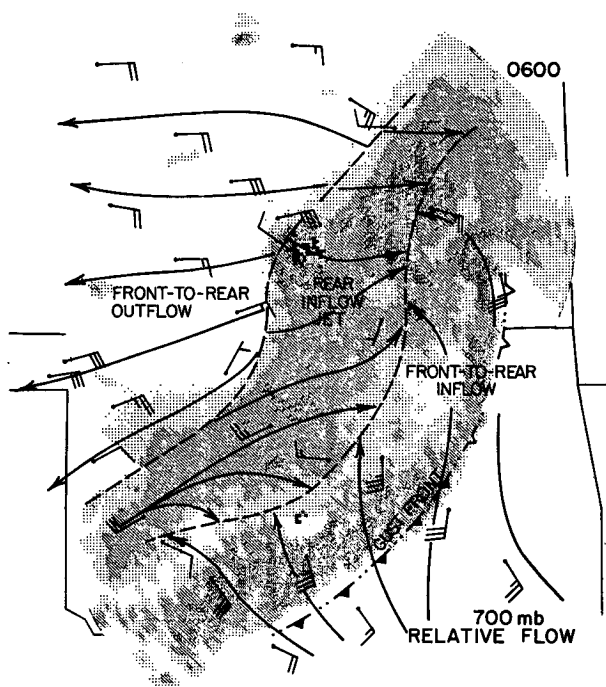 0600
FRONT-TO-REAR
OUTFLOW
REAR
INFLOW
JET
FRONT-TO-REAR
INFLOW
GUST FRONT
700 mb
RELATIVE FLOW